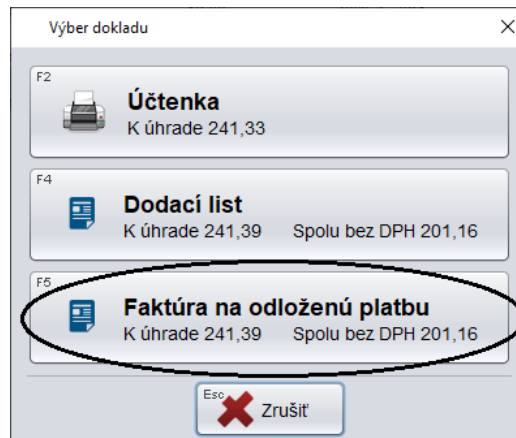 Výber dokladu
F2
Účtenka
K úhrade 241,33
F4
Dodací list
K úhrade 241,39 Spolu bez DPH 201,16
F5
Faktúra na odloženú platbu
K úhrade 241,39 Spolu bez DPH 201,16
Esc
Zrušiť